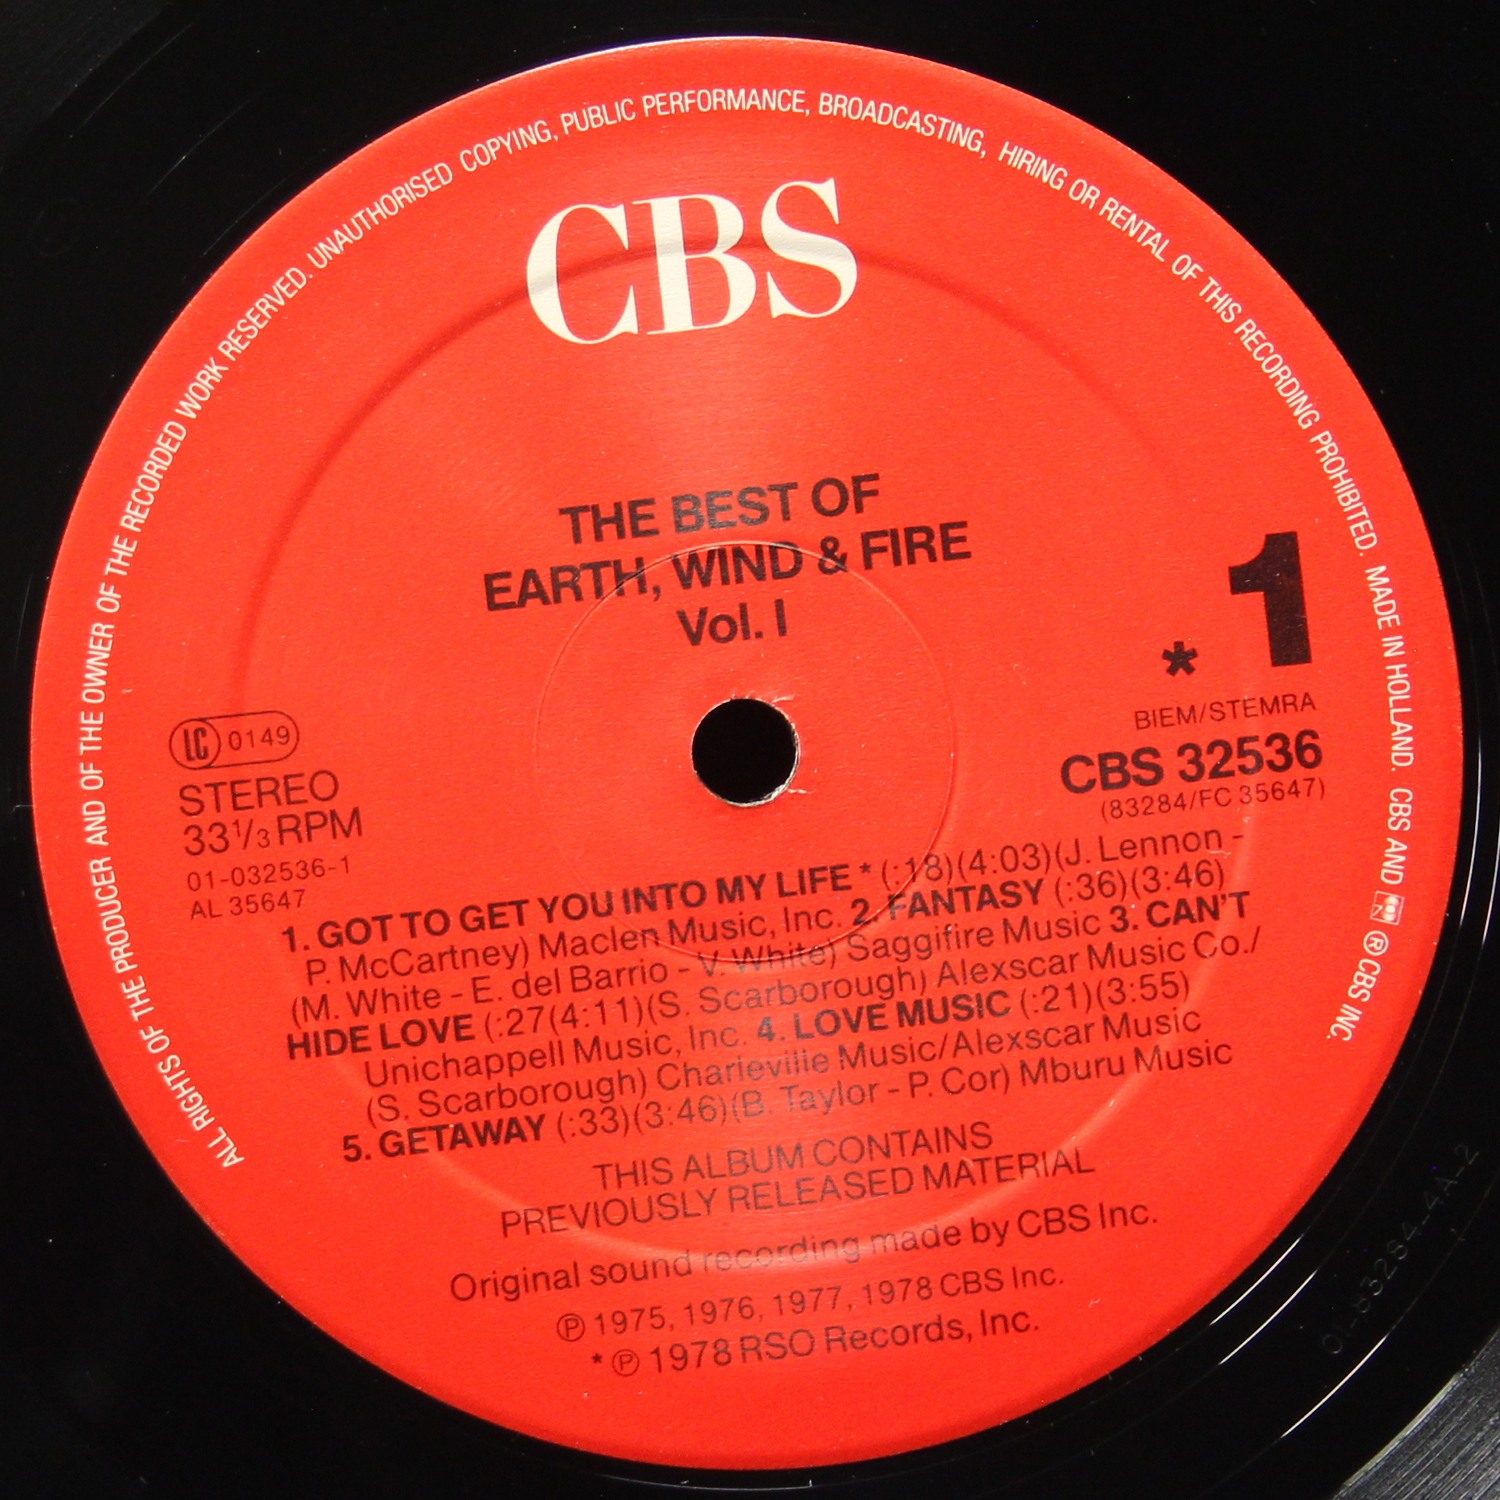 ALL RIGHTS OF THE PRODUCER AND OF THE OWNER OF THE RECORDED WORK RESERVED. UNAUTHORISED COPYING, PUBLIC PERFORMANCE, BROADCASTING, HIRING OR RENTAL OF THIS RECORDING PROHIBITED. MADE IN HOLLAND. CBS AND ℗ CBS INC.
CBS
THE BEST OF
EARTH, WIND & FIRE
Vol. I
* 1
BIEM/STEMRA
CBS 32536
(83284/FC 35647)
LC 0149
STEREO
33 1/3 RPM
01-032536-1
AL 35647
1. GOT TO GET YOU INTO MY LIFE * (:18)(4:03)(J. Lennon -
P. McCartney) Maclen Music, Inc. 2. FANTASY (:36)(3:46)
(M. White - E. del Barrio - V. White) Saggifire Music 3. CAN'T
HIDE LOVE (:27(4:11)(S. Scarborough) Alexscar Music Co./
Unichappell Music, Inc. 4. LOVE MUSIC (:21)(3:55)
(S. Scarborough) Charleville Music/Alexscar Music
5. GETAWAY (:33)(3:46)(B. Taylor - P. Cor) Mburu Music
THIS ALBUM CONTAINS
PREVIOUSLY RELEASED MATERIAL
Original sound recording made by CBS Inc.
℗ 1975, 1976, 1977, 1978 CBS Inc.
* ℗ 1978 RSO Records, Inc.